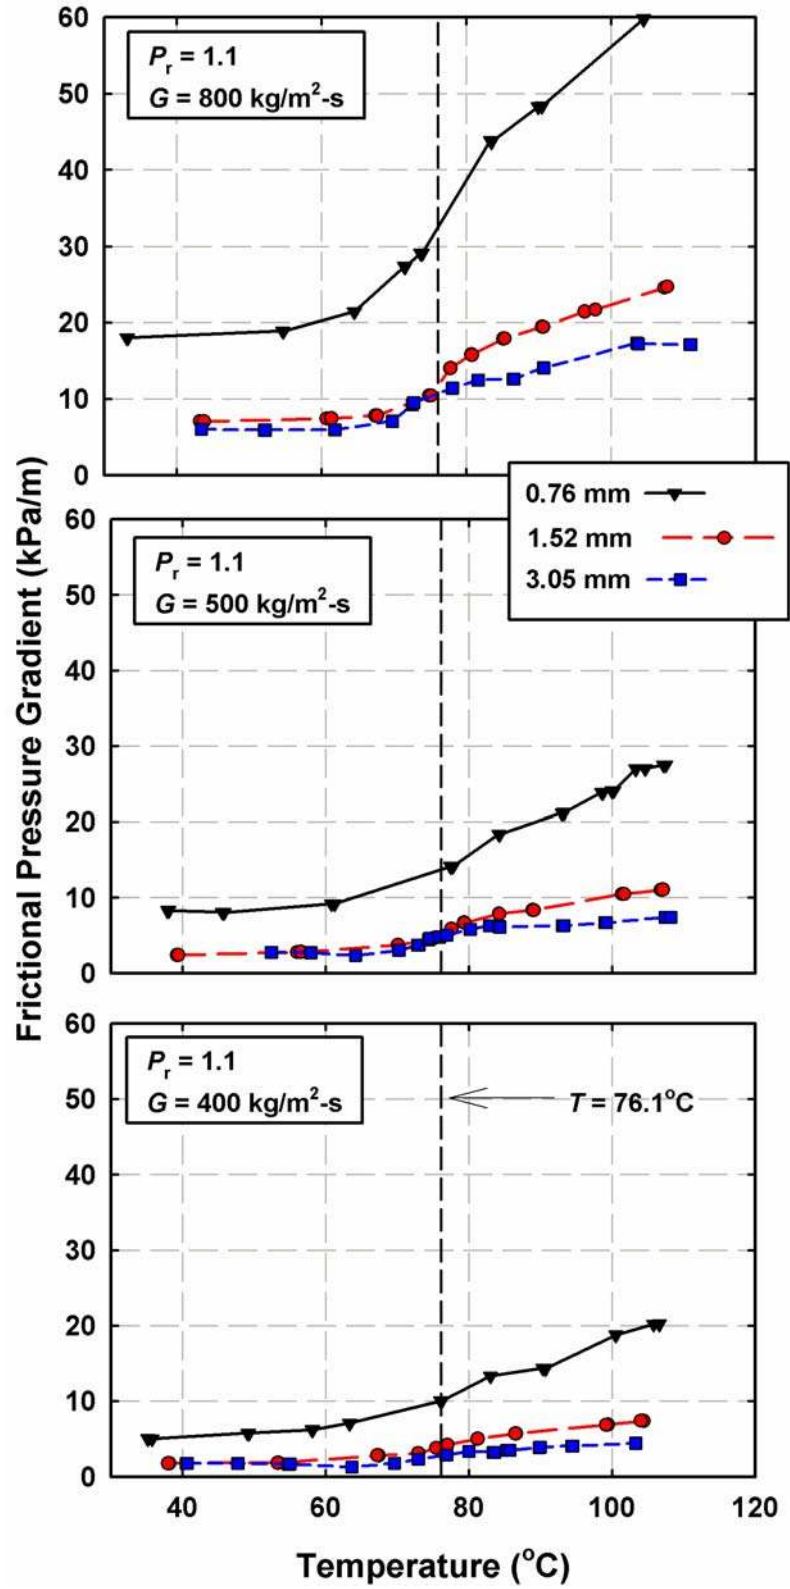 60
P_r = 1.1
G = 800 kg/m²-s
50
40
30
20
10
0
0.76 mm
1.52 mm
3.05 mm
Frictional Pressure Gradient (kPa/m)
60
P_r = 1.1
G = 500 kg/m²-s
50
40
30
20
10
0
60
P_r = 1.1
G = 400 kg/m²-s
50
T = 76.1°C
40
30
20
10
0
40 60 80 100 120
Temperature (°C)